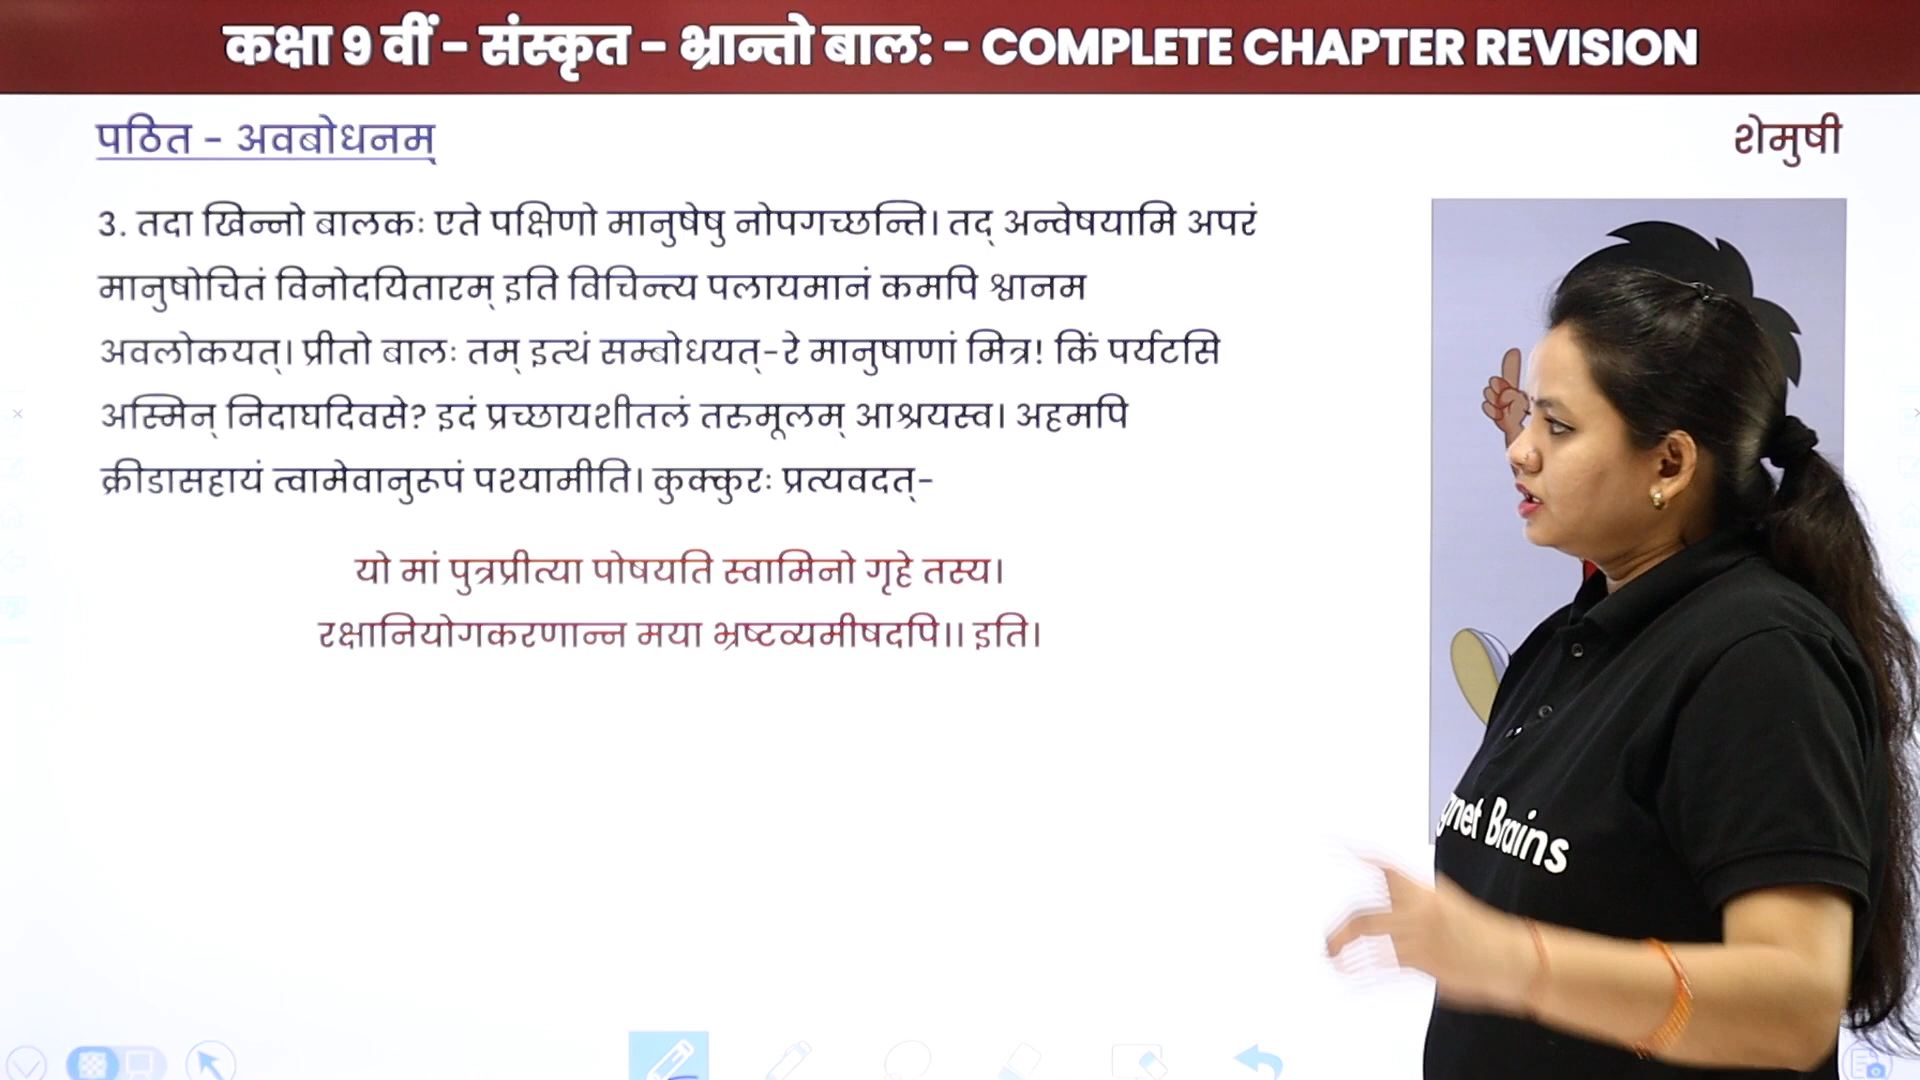 कक्षा 9 वीं - संस्कृत - भ्रान्तो बाल: - COMPLETE CHAPTER REVISION
पठित - अवबोधनम्
शेमुषी
3. तदा खिन्नो बालकः एते पक्षिणो मानुषेषु नोपगच्छन्ति। तद् अन्वेषयामि अपरं
मानुषोचितं विनोदयितारम् इति विचिन्त्य पलायमानं कमपि श्वानम
अवलोकयत्। प्रीतो बालः तम् इत्थं सम्बोधयत्-रे मानुषाणां मित्र! किं पर्यटसि
अस्मिन् निदाघदिवसे? इदं प्रच्छायशीतलं तरुमूलम् आश्रयस्व। अहमपि
क्रीडासहायं त्वामेवानुरूपं पश्यामीति। कुक्कुरः प्रत्यवदत्-
यो मां पुत्रप्रीत्या पोषयति स्वामिनो गृहे तस्य।
रक्षानियोगकरणान्न मया भ्रष्टव्यमीषदपि।। इति।
gnet Brains